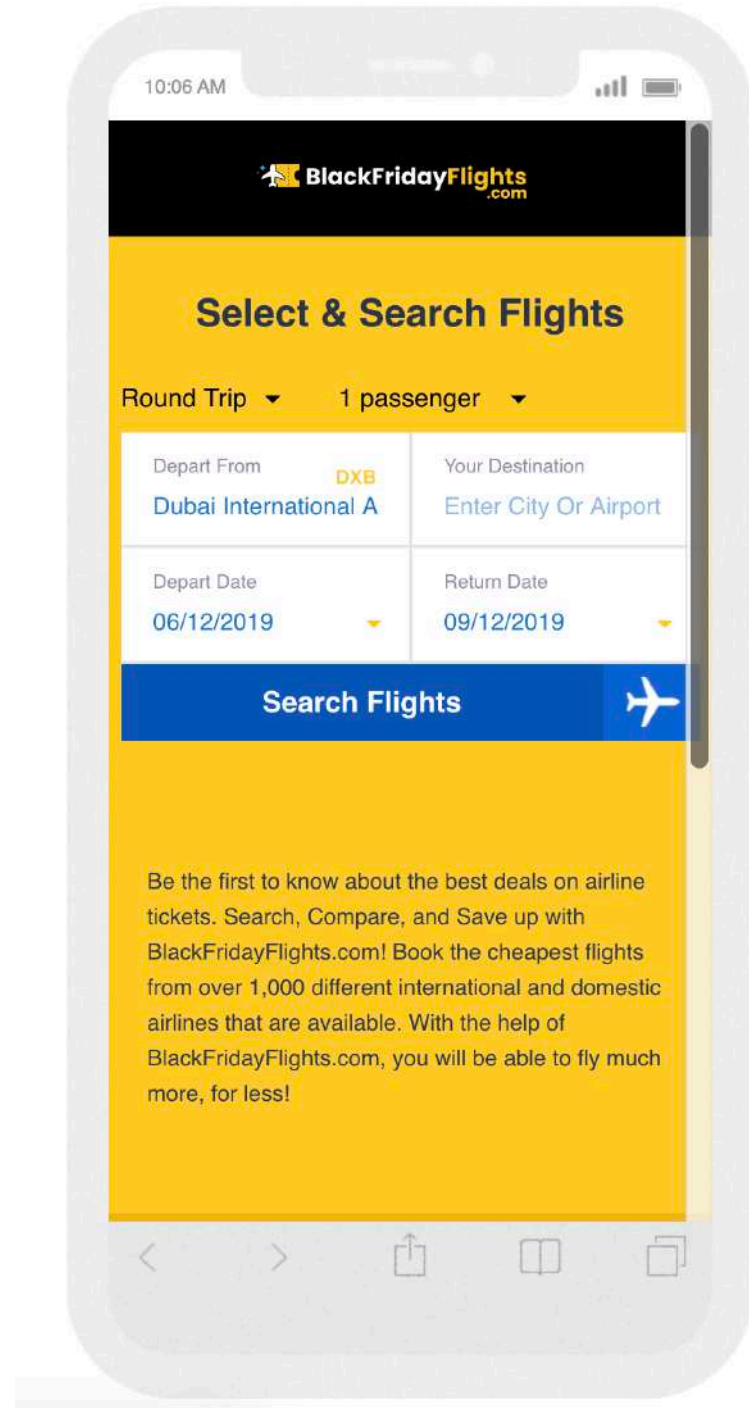 10:06 AM
BlackFridayFlights
.com
Select & Search Flights
Round Trip 1 passenger
Depart From DXB Your Destination
Dubai International A Enter City Or Airport
Depart Date Return Date
06/12/2019 09/12/2019
Search Flights
Be the first to know about the best deals on airline
tickets. Search, Compare, and Save up with
BlackFridayFlights.com! Book the cheapest flights
from over 1,000 different international and domestic
airlines that are available. With the help of
BlackFridayFlights.com, you will be able to fly much
more, for less!